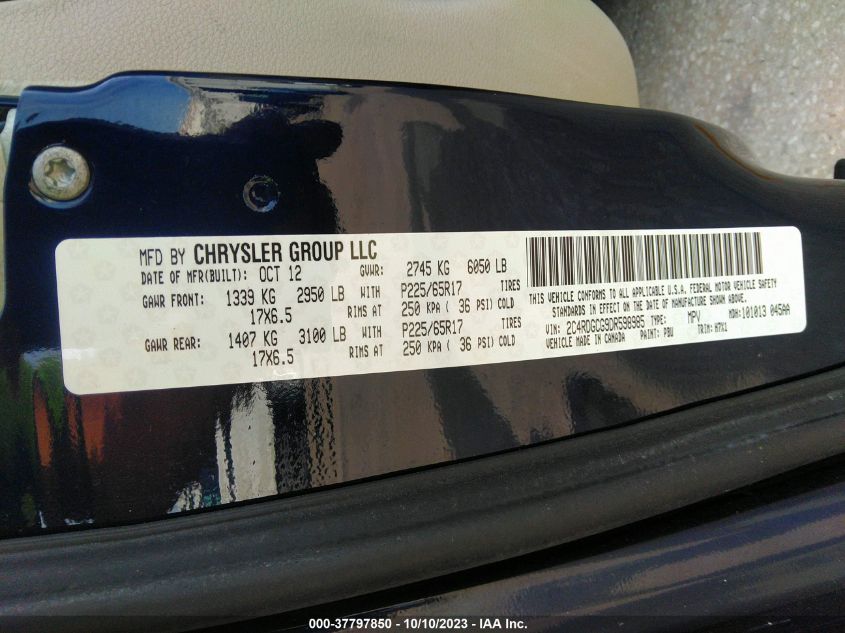 MFD BY CHRYSLER GROUP LLC
DATE OF MFR(BUILT): OCT 12 GVWR: 2745 KG 6050 LB
GAWR FRONT: 1339 KG 2950 LB WITH P225/65R17 TIRES
17X6.5 RIMS AT 250 KPA ( 36 PSI) COLD
GAWR REAR: 1407 KG 3100 LB WITH P225/65R17 TIRES
17X6.5 RIMS AT 250 KPA ( 36 PSI) COLD
THIS VEHICLE CONFORMS TO ALL APPLICABLE U.S.A. FEDERAL MOTOR VEHICLE SAFETY
STANDARDS IN EFFECT ON THE DATE OF MANUFACTURE SHOWN ABOVE.
VIN: 2C4RDGCG9DR598985 TYPE: MPV MDH:101013 045AA
VEHICLE MADE IN CANADA PAINT: PBU TRIM: H7X1
000-37797850 - 10/10/2023 - IAA Inc.